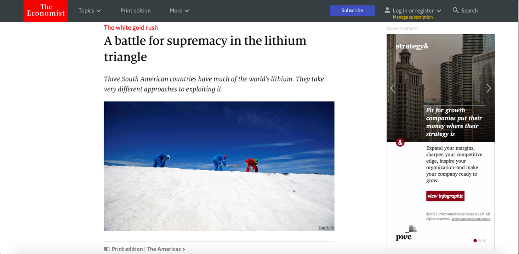 The
Economist
Topics
Print edition
More
Subscribe
Log in or register
Manage subscription
Search
The white gold rush
A battle for supremacy in the lithium
triangle
Three South American countries have much of the world's lithium. They take
very different approaches to exploiting it
Print edition | The Americas
Advertisement
strategy&
Fit for growth
companies put their
money where their
strategy is
&
Expand your margins,
sharpen your competitive
edge, inspire your
organization, and make
your company ready to
grow.
view infographic
pwc